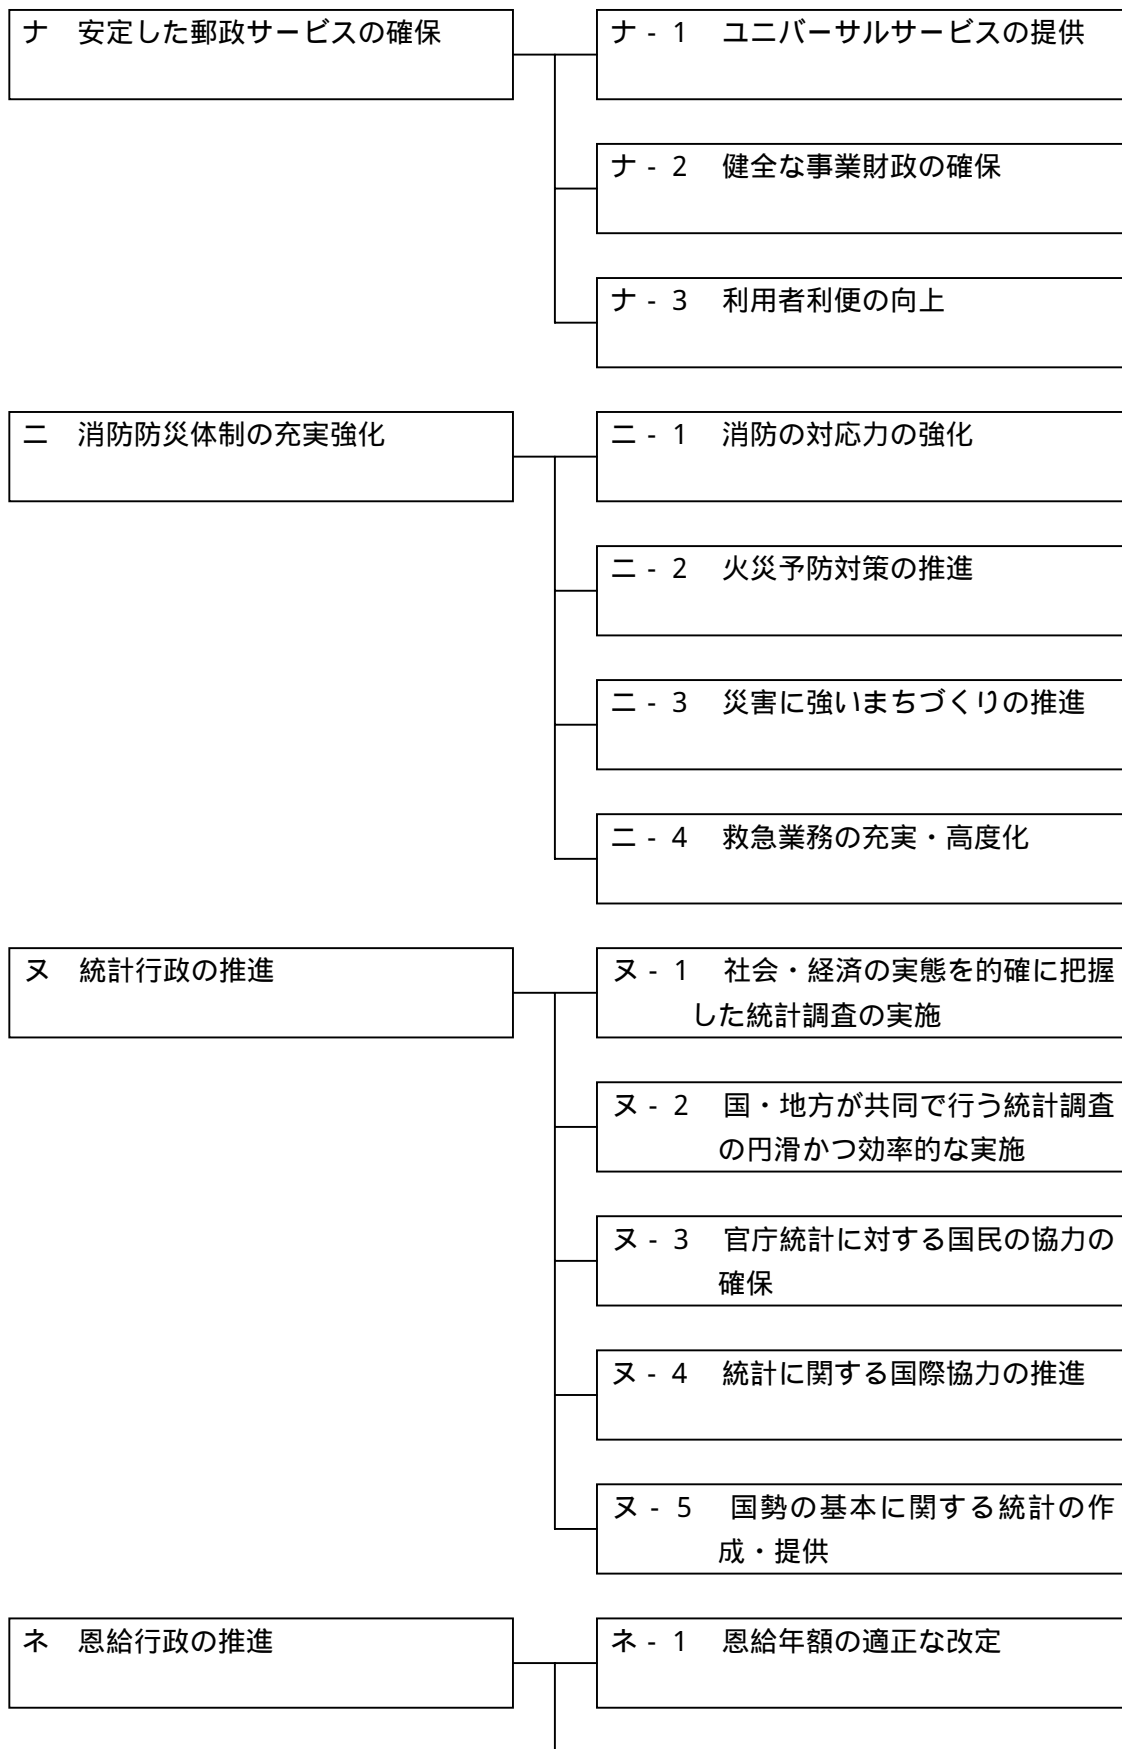 ナ　安定した郵政サービスの確保
ナ - 1　ユニバーサルサービスの提供
ナ - 2　健全な事業財政の確保
ナ - 3　利用者利便の向上
ニ　消防防災体制の充実強化
ニ - 1　消防の対応力の強化
ニ - 2　火災予防対策の推進
ニ - 3　災害に強いまちづくりの推進
ニ - 4　救急業務の充実・高度化
ヌ　統計行政の推進
ヌ - 1　社会・経済の実態を的確に把握
した統計調査の実施
ヌ - 2　国・地方が共同で行う統計調査
の円滑かつ効率的な実施
ヌ - 3　官庁統計に対する国民の協力の
確保
ヌ - 4　統計に関する国際協力の推進
ヌ - 5　国勢の基本に関する統計の作
成・提供
ネ　恩給行政の推進
ネ - 1　恩給年額の適正な改定